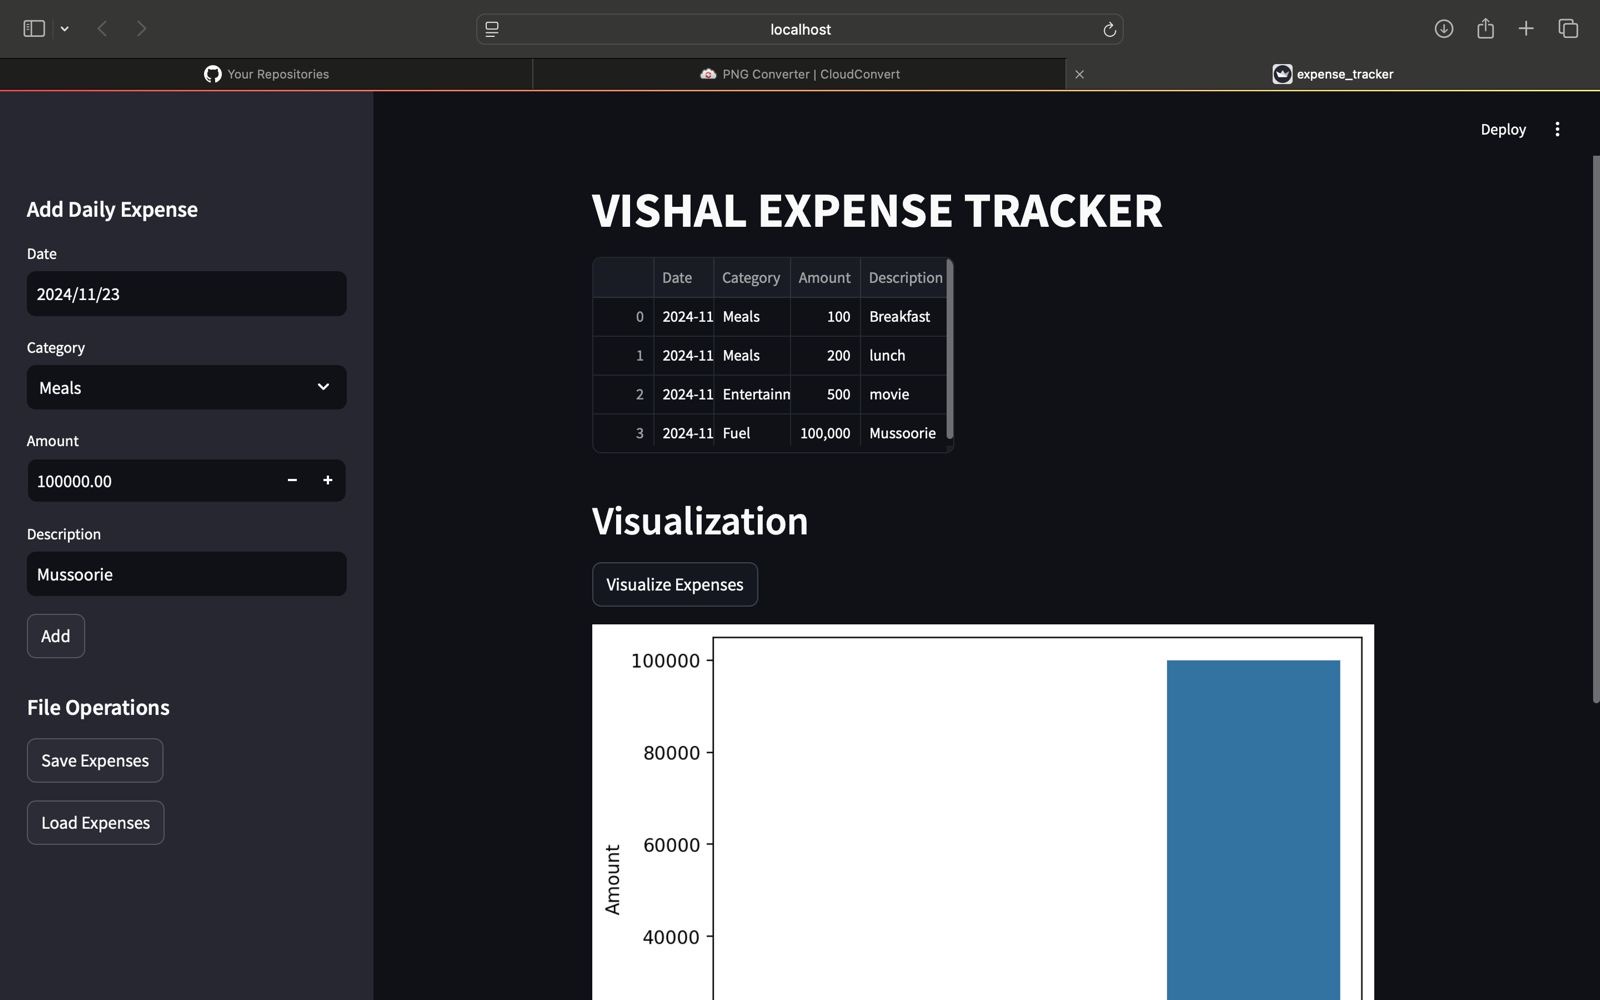 localhost
Your Repositories
PNG Converter | CloudConvert
expense_tracker
Deploy
Add Daily Expense
Date
2024/11/23
Category
Meals
Amount
100000.00
Description
Mussoorie
Add
File Operations
Save Expenses
Load Expenses
VISHAL EXPENSE TRACKER
Date Category Amount Description
0 2024-11 Meals 100 Breakfast
1 2024-11 Meals 200 lunch
2 2024-11 Entertainm 500 movie
3 2024-11 Fuel 100,000 Mussoorie
Visualization
Visualize Expenses
100000
80000
60000
40000
Amount